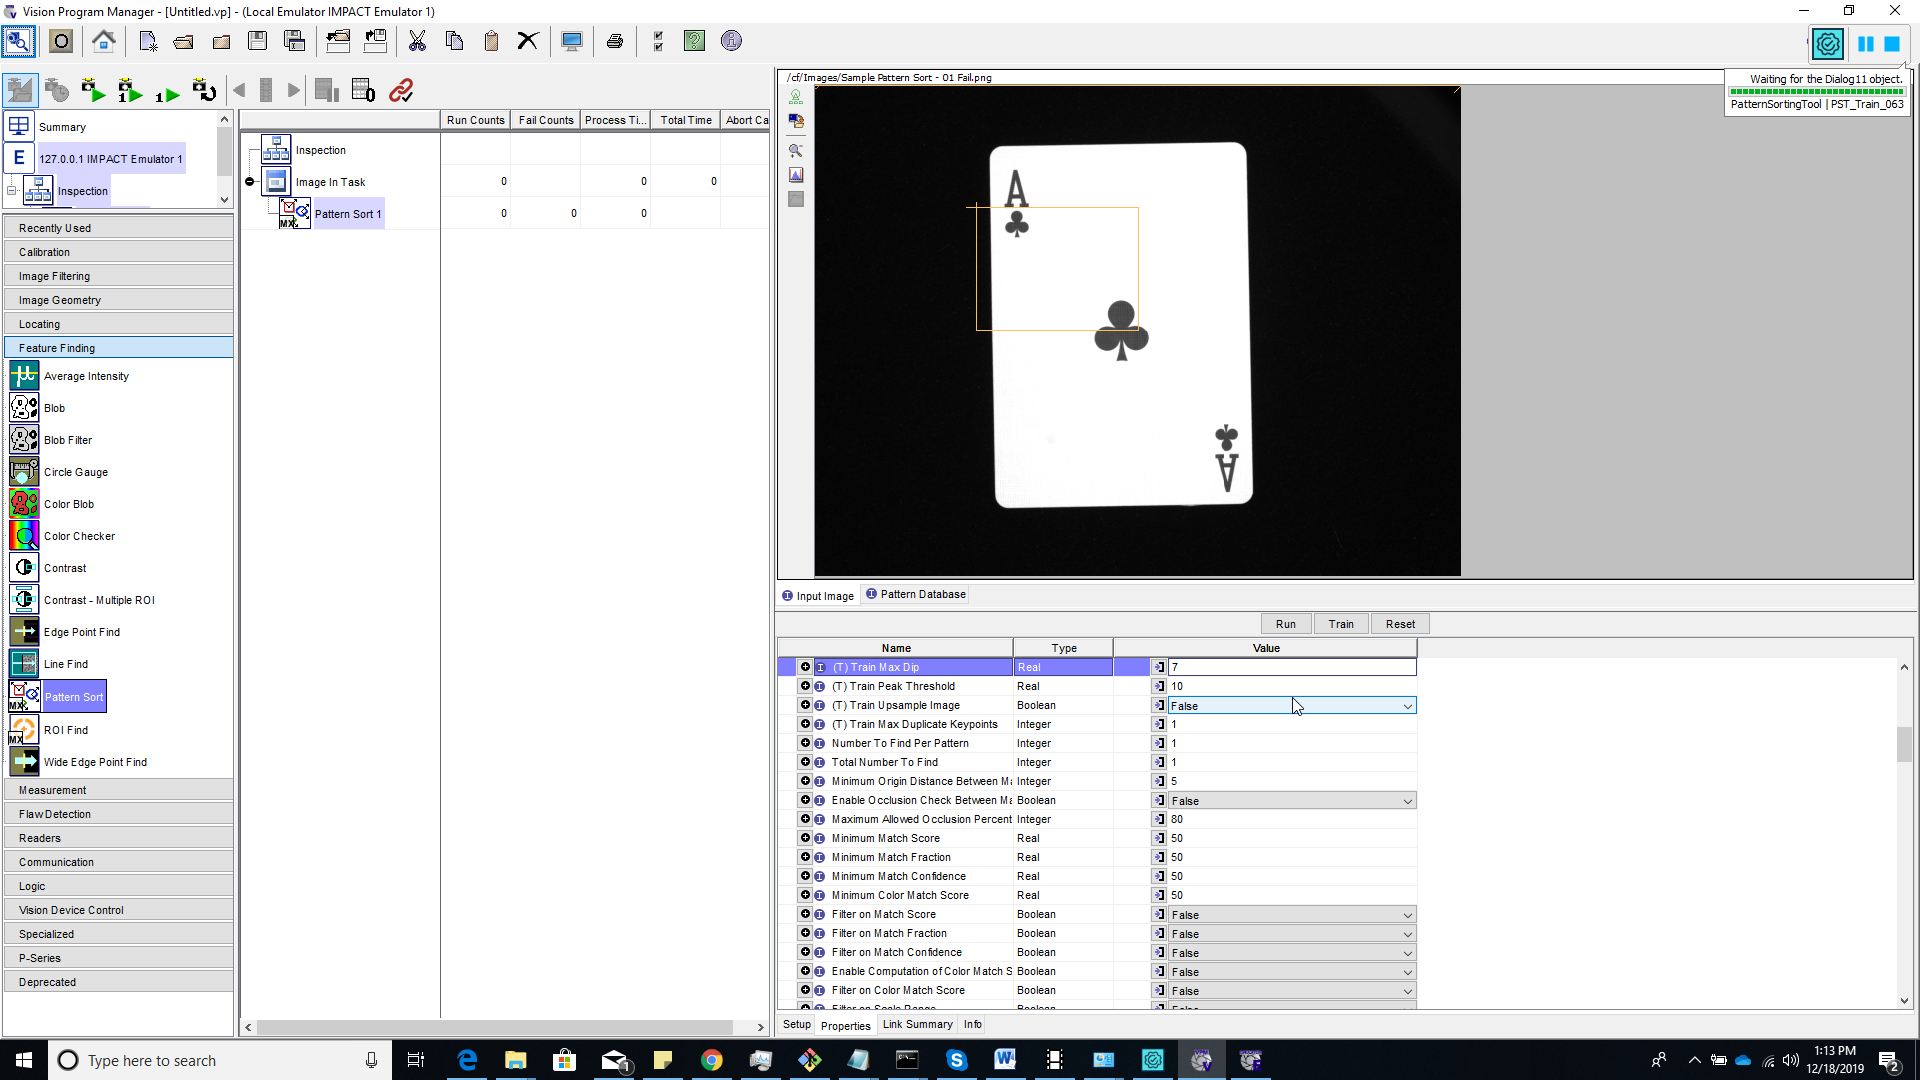 Vision Program Manager - [Untitled.vp] - (Local Emulator IMPACT Emulator 1)
Waiting for the Dialog11 object.
PatternSortingTool | PST_Train_063
/cf/Images/Sample Pattern Sort - 01 Fail.png
Summary
E
127.0.0.1 IMPACT Emulator 1
Inspection
Run Counts Fail Counts Process Ti... Total Time Abort Ca
Inspection
Image In Task 0 0 0
Pattern Sort 1 0 0 0
Recently Used
Calibration
Image Filtering
Image Geometry
Locating
Feature Finding
Average Intensity
Blob
Blob Filter
Circle Gauge
Color Blob
Color Checker
Contrast
Contrast - Multiple ROI
Edge Point Find
Line Find
Pattern Sort
ROI Find
Wide Edge Point Find
Measurement
Flaw Detection
Readers
Communication
Logic
Vision Device Control
Specialized
P-Series
Deprecated
A
A
Input Image Pattern Database
Run Train Reset
Name Type Value
(T) Train Max Dip Real 7
(T) Train Peak Threshold Real 10
(T) Train Upsample Image Boolean False
(T) Train Max Duplicate Keypoints Integer 1
Number To Find Per Pattern Integer 1
Total Number To Find Integer 1
Minimum Origin Distance Between Ma Integer 5
Enable Occlusion Check Between Ma Boolean False
Maximum Allowed Occlusion Percent Integer 80
Minimum Match Score Real 50
Minimum Match Fraction Real 50
Minimum Match Confidence Real 50
Minimum Color Match Score Real 50
Filter on Match Score Boolean False
Filter on Match Fraction Boolean False
Filter on Match Confidence Boolean False
Enable Computation of Color Match S Boolean False
Filter on Color Match Score Boolean False
Filter on Scale Range Boolean False
Setup Properties Link Summary Info
Type here to search
1:13 PM
12/18/2019